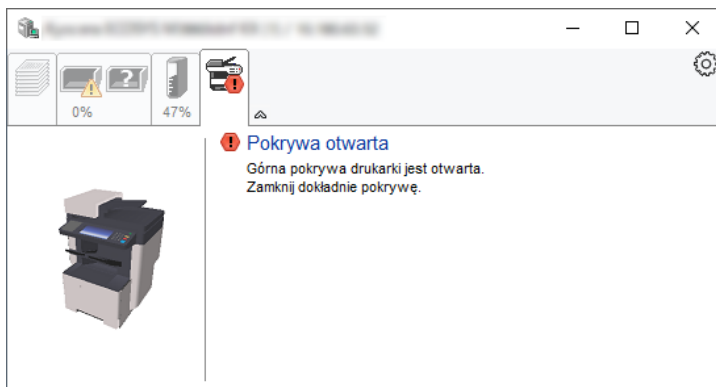 0%
47%
Pokrywa otwarta
Górna pokrywa drukarki jest otwarta.
Zamknij dokładnie pokrywę.